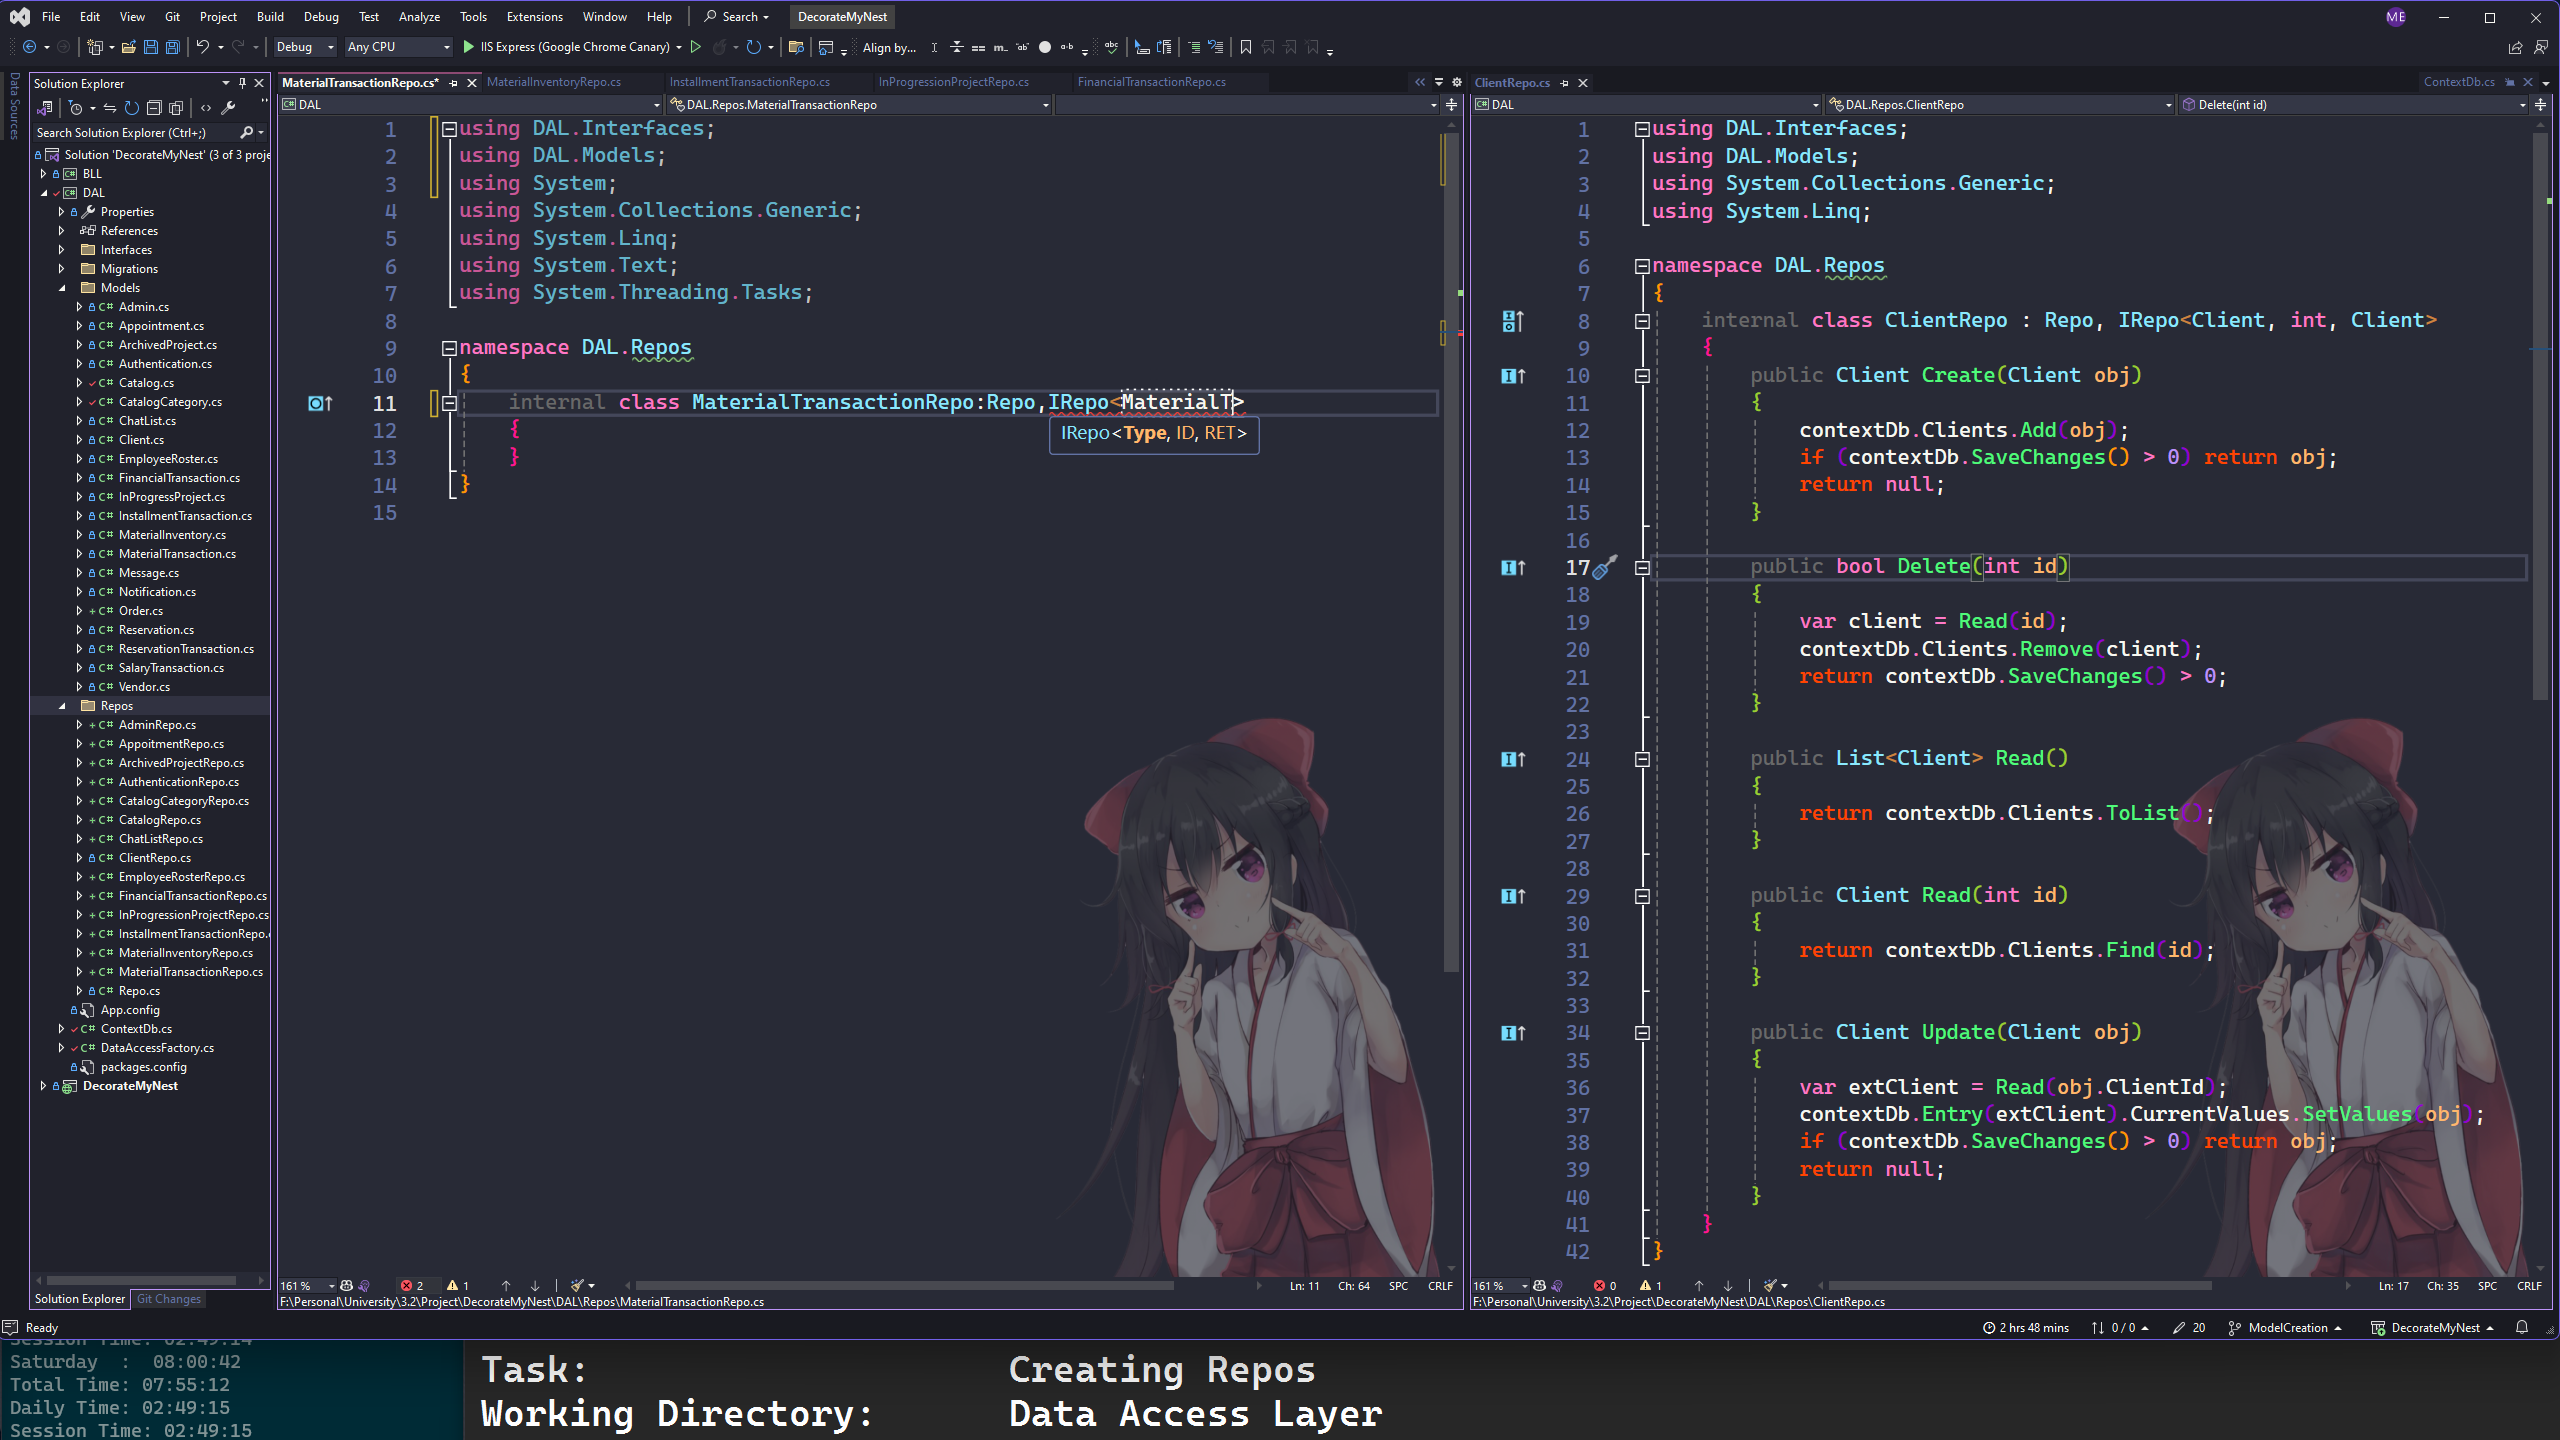 File Edit View Git Project Build Debug Test Analyze Tools Extensions Window Help Search DecorateMyNest ME
Debug Any CPU IIS Express (Google Chrome Canary) Align by...
Data Sources
Solution Explorer
Search Solution Explorer (Ctrl+;)
Solution 'DecorateMyNest' (3 of 3 proje
BLL
DAL
Properties
References
Interfaces
Migrations
Models
C# Admin.cs
C# Appointment.cs
C# ArchivedProject.cs
C# Authentication.cs
C# Catalog.cs
C# CatalogCategory.cs
C# ChatList.cs
C# Client.cs
C# EmployeeRoster.cs
C# FinancialTransaction.cs
C# InProgressProject.cs
C# InstallmentTransaction.cs
C# MaterialInventory.cs
C# MaterialTransaction.cs
C# Message.cs
C# Notification.cs
+ C# Order.cs
C# Reservation.cs
C# ReservationTransaction.cs
C# SalaryTransaction.cs
C# Vendor.cs
Repos
+ C# AdminRepo.cs
+ C# AppoitmentRepo.cs
+ C# ArchivedProjectRepo.cs
+ C# AuthenticationRepo.cs
+ C# CatalogCategoryRepo.cs
+ C# CatalogRepo.cs
+ C# ChatListRepo.cs
C# ClientRepo.cs
+ C# EmployeeRosterRepo.cs
+ C# FinancialTransactionRepo.cs
+ C# InProgressionProjectRepo.cs
+ C# InstallmentTransactionRepo.
+ C# MaterialInventoryRepo.cs
+ C# MaterialTransactionRepo.cs
C# Repo.cs
App.config
C# ContextDb.cs
C# DataAccessFactory.cs
packages.config
DecorateMyNest
Solution Explorer Git Changes
MaterialTransactionRepo.cs* MaterialInventoryRepo.cs InstallmentTransactionRepo.cs InProgressionProjectRepo.cs FinancialTransactionRepo.cs
DAL DAL.Repos.MaterialTransactionRepo
1 using DAL.Interfaces;
2 using DAL.Models;
3 using System;
4 using System.Collections.Generic;
5 using System.Linq;
6 using System.Text;
7 using System.Threading.Tasks;
8
9 namespace DAL.Repos
10 {
11 internal class MaterialTransactionRepo:Repo,IRepo<MaterialT>
IRepo<Type, ID, RET>
12 {
13 }
14 }
15
161 % 2 1 Ln: 11 Ch: 64 SPC CRLF
F:\Personal\University\3.2\Project\DecorateMyNest\DAL\Repos\MaterialTransactionRepo.cs
ClientRepo.cs ContextDb.cs
DAL DAL.Repos.ClientRepo Delete(int id)
1 using DAL.Interfaces;
2 using DAL.Models;
3 using System.Collections.Generic;
4 using System.Linq;
5
6 namespace DAL.Repos
7 {
8 internal class ClientRepo : Repo, IRepo<Client, int, Client>
9 {
10 public Client Create(Client obj)
11 {
12 contextDb.Clients.Add(obj);
13 if (contextDb.SaveChanges() > 0) return obj;
14 return null;
15 }
16
17 public bool Delete(int id)
18 {
19 var client = Read(id);
20 contextDb.Clients.Remove(client);
21 return contextDb.SaveChanges() > 0;
22 }
23
24 public List<Client> Read()
25 {
26 return contextDb.Clients.ToList();
27 }
28
29 public Client Read(int id)
30 {
31 return contextDb.Clients.Find(id);
32 }
33
34 public Client Update(Client obj)
35 {
36 var extClient = Read(obj.ClientId);
37 contextDb.Entry(extClient).CurrentValues.SetValues(obj);
38 if (contextDb.SaveChanges() > 0) return obj;
39 return null;
40 }
41 }
42 }
161 % 0 1 Ln: 17 Ch: 35 SPC CRLF
F:\Personal\University\3.2\Project\DecorateMyNest\DAL\Repos\ClientRepo.cs
Ready 2 hrs 48 mins 0 / 0 20 ModelCreation DecorateMyNest
Session Time: 02:49:14
Saturday : 08:00:42
Total Time: 07:55:12
Daily Time: 02:49:15
Session Time: 02:49:15
Task: Creating Repos
Working Directory: Data Access Layer